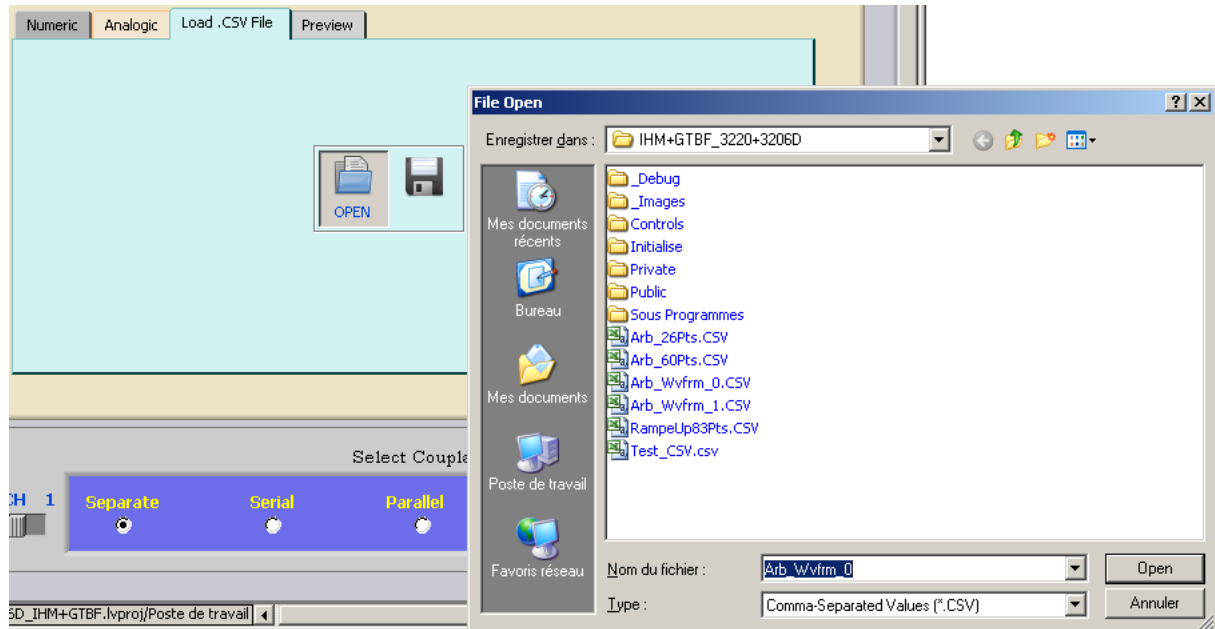 Numeric Analogic Load .CSV File Preview
OPEN
File Open
Enregistrer dans : IHM+GTBF_3220+3206D
Mes documents
récents
Bureau
Mes documents
Poste de travail
Favoris réseau
_Debug
_Images
Controls
Initialise
Private
Public
Sous Programmes
Arb_26Pts.CSV
Arb_60Pts.CSV
Arb_Wvfrm_0.CSV
Arb_Wvfrm_1.CSV
RampeUp83Pts.CSV
Test_CSV.csv
Nom du fichier : Arb_Wvfrm_0 Open
Type : Comma-Separated Values (*.CSV) Annuler
Select Coupla
CH 1 Separate Serial Parallel
6D_IHM+GTBF.lvproj/Poste de travail